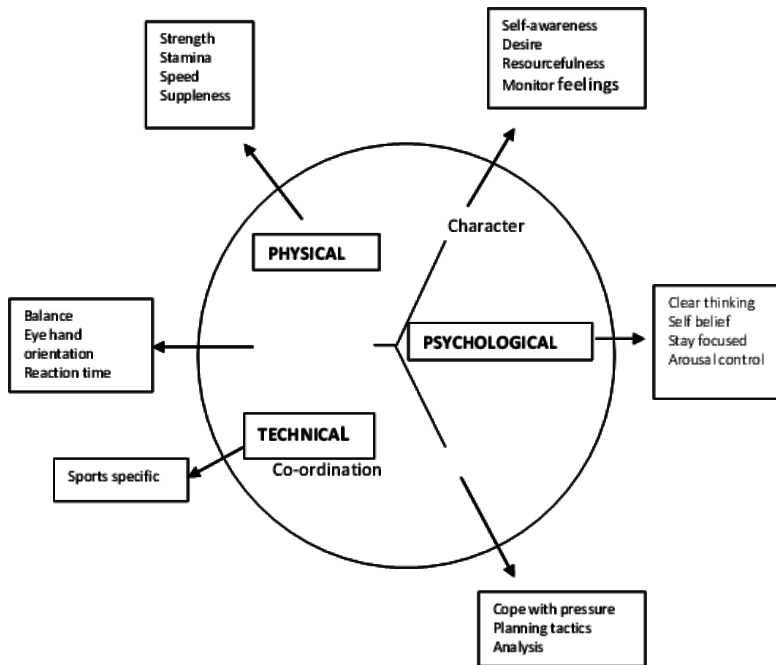 Strength
Stamina
Speed
Suppleness
Self-awareness
Desire
Resourcefulness
Monitor feelings
Character
PHYSICAL
Balance
Eye hand
orientation
Reaction time
PSYCHOLOGICAL
Clear thinking
Self belief
Stay focused
Arousal control
TECHNICAL
Co-ordination
Sports specific
Cope with pressure
Planning tactics
Analysis